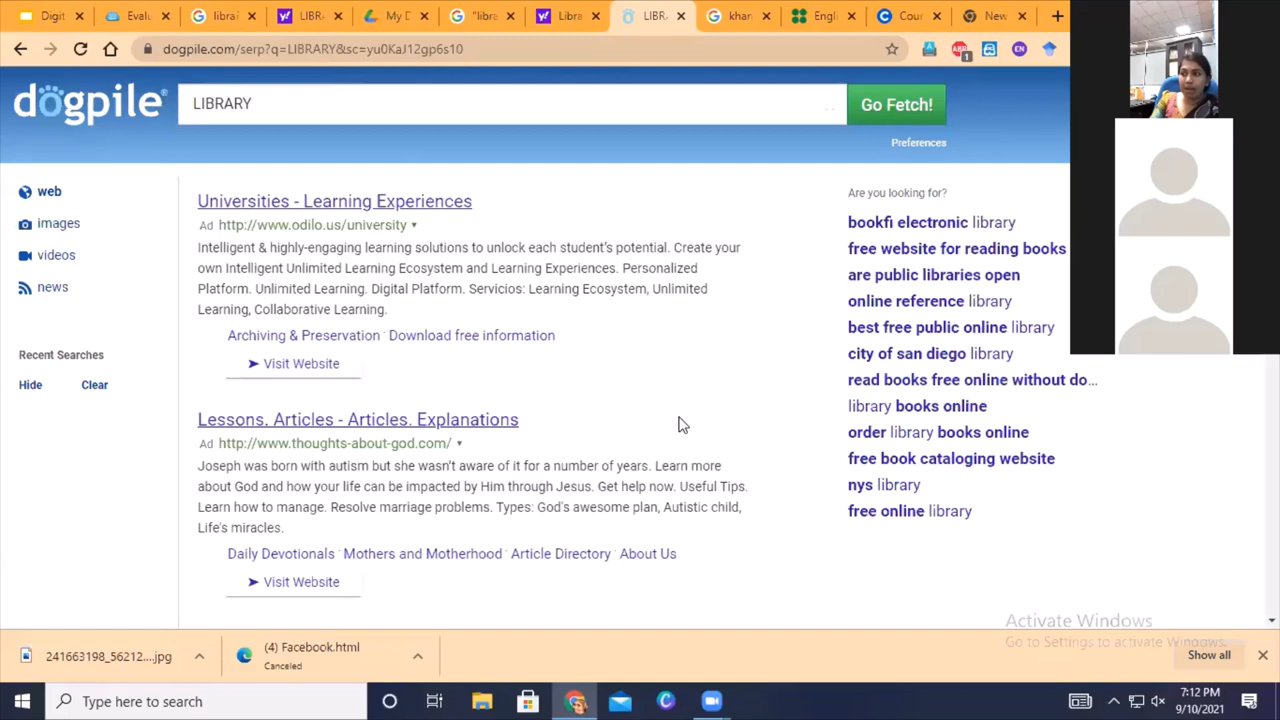 Digit
Evalu
librai
LIBR
My D
"libra
Libra
LIBR
khan
Engli
Cour
New
dogpile.com/serp?q=LIBRARY&sc=yu0KaJ12gp6s10
ABP
1
EN
dogpile
LIBRARY
Go Fetch!
Preferences
web
images
videos
news
Recent Searches
Hide Clear
Universities - Learning Experiences
Ad http://www.odilo.us/university
Intelligent & highly-engaging learning solutions to unlock each student's potential. Create your
own Intelligent Unlimited Learning Ecosystem and Learning Experiences. Personalized
Platform. Unlimited Learning. Digital Platform. Servicios: Learning Ecosystem, Unlimited
Learning, Collaborative Learning.
Archiving & Preservation · Download free information
➤ Visit Website
Lessons. Articles - Articles. Explanations
Ad http://www.thoughts-about-god.com/
Joseph was born with autism but she wasn't aware of it for a number of years. Learn more
about God and how your life can be impacted by Him through Jesus. Get help now. Useful Tips.
Learn how to manage. Resolve marriage problems. Types: God's awesome plan, Autistic child,
Life's miracles.
Daily Devotionals · Mothers and Motherhood · Article Directory · About Us
➤ Visit Website
Are you looking for?
bookfi electronic library
free website for reading books
are public libraries open
online reference library
best free public online library
city of san diego library
read books free online without do...
library books online
order library books online
free book cataloging website
nys library
free online library
Activate Windows
Go to Settings to activate Windows.
241663198_56212....jpg
(4) Facebook.html
Canceled
Show all
Type here to search
7:12 PM
9/10/2021